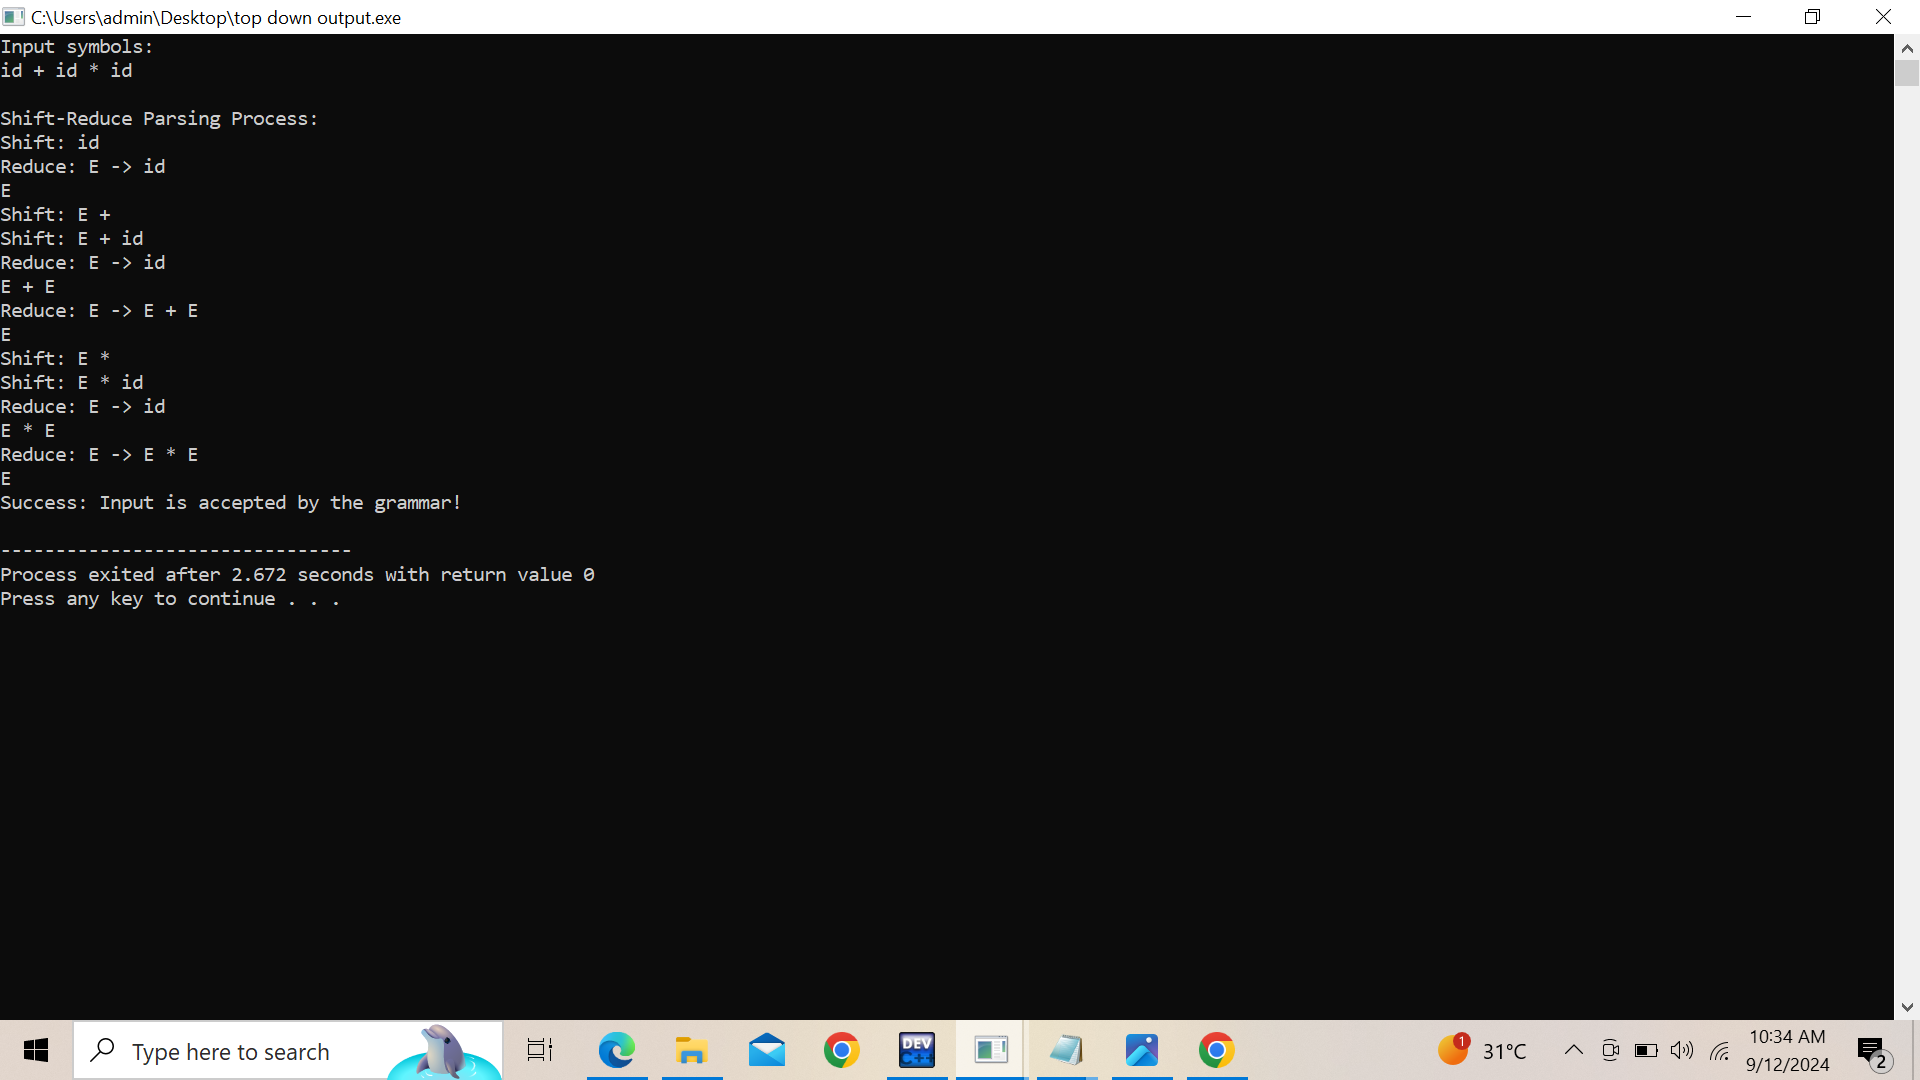 C:\Users\admin\Desktop\top down output.exe
Input symbols:
id + id * id
Shift-Reduce Parsing Process:
Shift: id
Reduce: E -> id
E
Shift: E +
Shift: E + id
Reduce: E -> id
E + E
Reduce: E -> E + E
E
Shift: E *
Shift: E * id
Reduce: E -> id
E * E
Reduce: E -> E * E
E
Success: Input is accepted by the grammar!
--------------------------------
Process exited after 2.672 seconds with return value 0
Press any key to continue . . .
Type here to search
DEV
C++
1
31°C
10:34 AM
9/12/2024
2